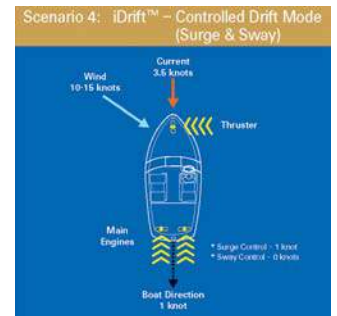 Scenario 4: iDrift™ – Controlled Drift Mode
(Surge & Sway)
Current
3.5 knots
Wind
10-15 knots
Thruster
Main
Engines
* Surge Control - 1 knot
* Sway Control - 0 knots
Boat Direction
1 knot